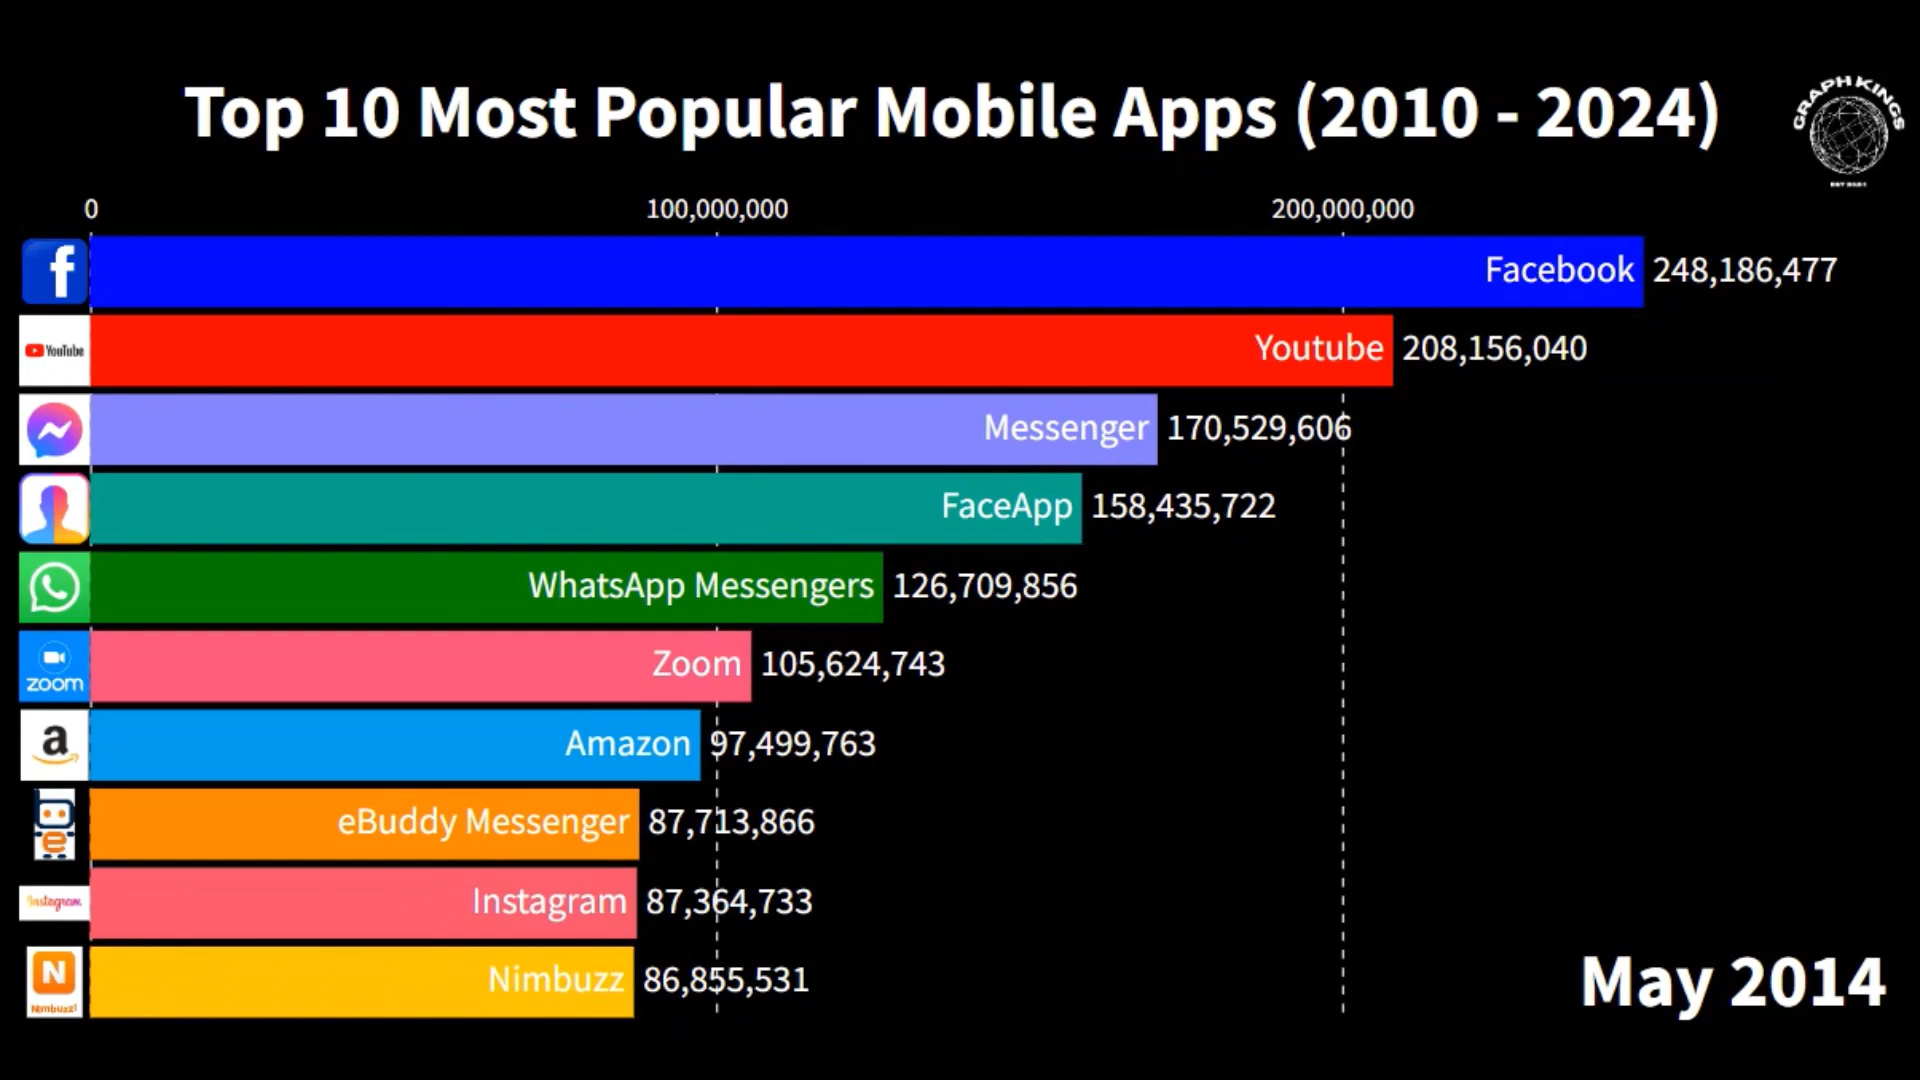 Top 10 Most Popular Mobile Apps (2010 - 2024)
GRAPH KINGS
0 100,000,000 200,000,000
Facebook 248,186,477
YouTube Youtube 208,156,040
Messenger 170,529,606
FaceApp 158,435,722
WhatsApp Messengers 126,709,856
zoom Zoom 105,624,743
a Amazon 97,499,763
e eBuddy Messenger 87,713,866
Instagram Instagram 87,364,733
N Nimbuzz 86,855,531
Nimbuzz!
May 2014